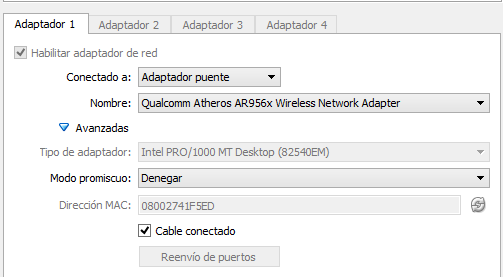 Adaptador 1 Adaptador 2 Adaptador 3 Adaptador 4
Habilitar adaptador de red
Conectado a: Adaptador puente
Nombre: Qualcomm Atheros AR956x Wireless Network Adapter
Avanzadas
Tipo de adaptador: Intel PRO/1000 MT Desktop (82540EM)
Modo promiscuo: Denegar
Dirección MAC: 08002741F5ED
Cable conectado
Reenvío de puertos